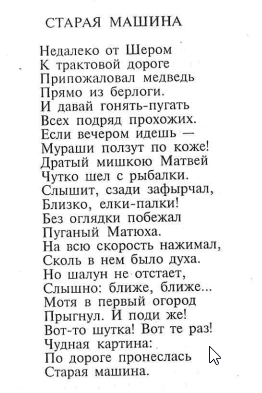 СТАРАЯ МАШИНА
Недалеко от Шером
К трактовой дороге
Припожаловал медведь
Прямо из берлоги.
И давай гонять-пугать
Всех подряд прохожих.
Если вечером идешь —
Мураши ползут по коже!
Дратый мишкою Матвей
Чутко шел с рыбалки.
Слышит, сзади зафырчал,
Близко, елки-палки!
Без оглядки побежал
Пуганый Матюха.
На всю скорость нажимал,
Сколь в нем было духа.
Но шалун не отстает,
Слышно: ближе, ближе...
Мотя в первый огород
Прыгнул. И поди же!
Вот-то шутка! Вот те раз!
Чудная картина:
По дороге пронеслась
Старая машина.